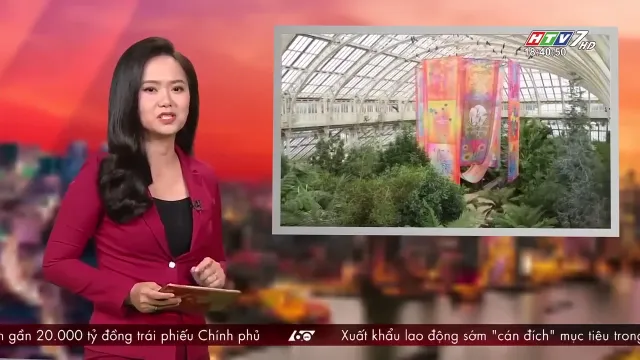 HTV7 HD
18:40:50
n gần 20.000 tỷ đồng trái phiếu Chính phủ 60 Xuất khẩu lao động sớm "cán đích" mục tiêu trong